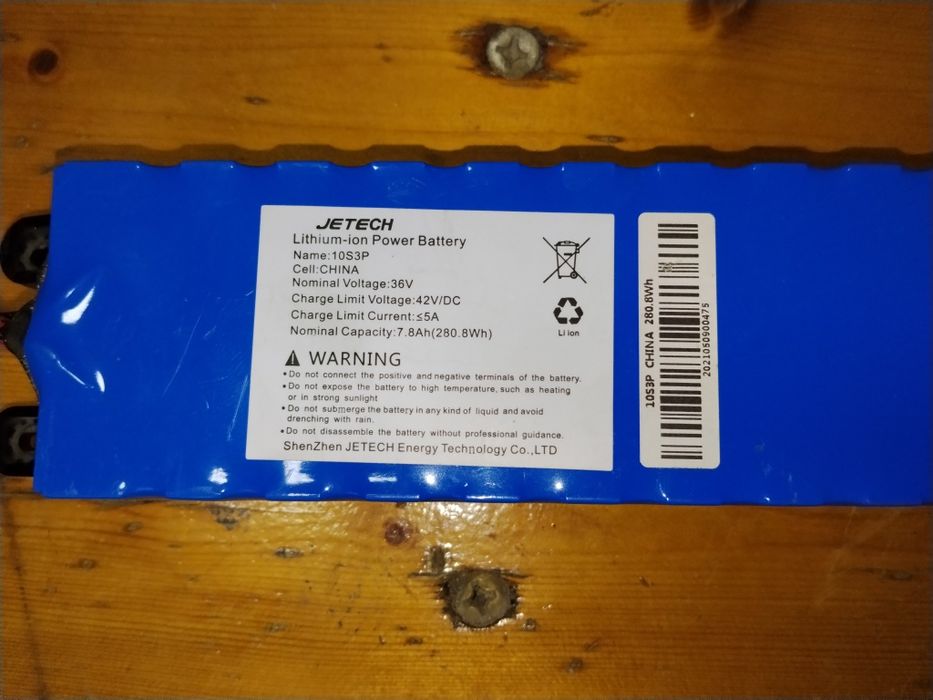 JETECH
Lithium-ion Power Battery
Name:10S3P
Cell:CHINA
Nominal Voltage:36V
Charge Limit Voltage:42V/DC
Charge Limit Current:≤5A
Nominal Capacity:7.8Ah(280.8Wh)
Li ion
WARNING
•Do not connect the positive and negative terminals of the battery.
•Do not expose the battery to high temperature, such as heating
or in strong sunlight
•Do not submerge the battery in any kind of liquid and avoid
drenching with rain.
•Do not disassemble the battery without professional guidance.
ShenZhen JETECH Energy Technology Co.,LTD
10S3P CHINA 280.8Wh
2021050900475